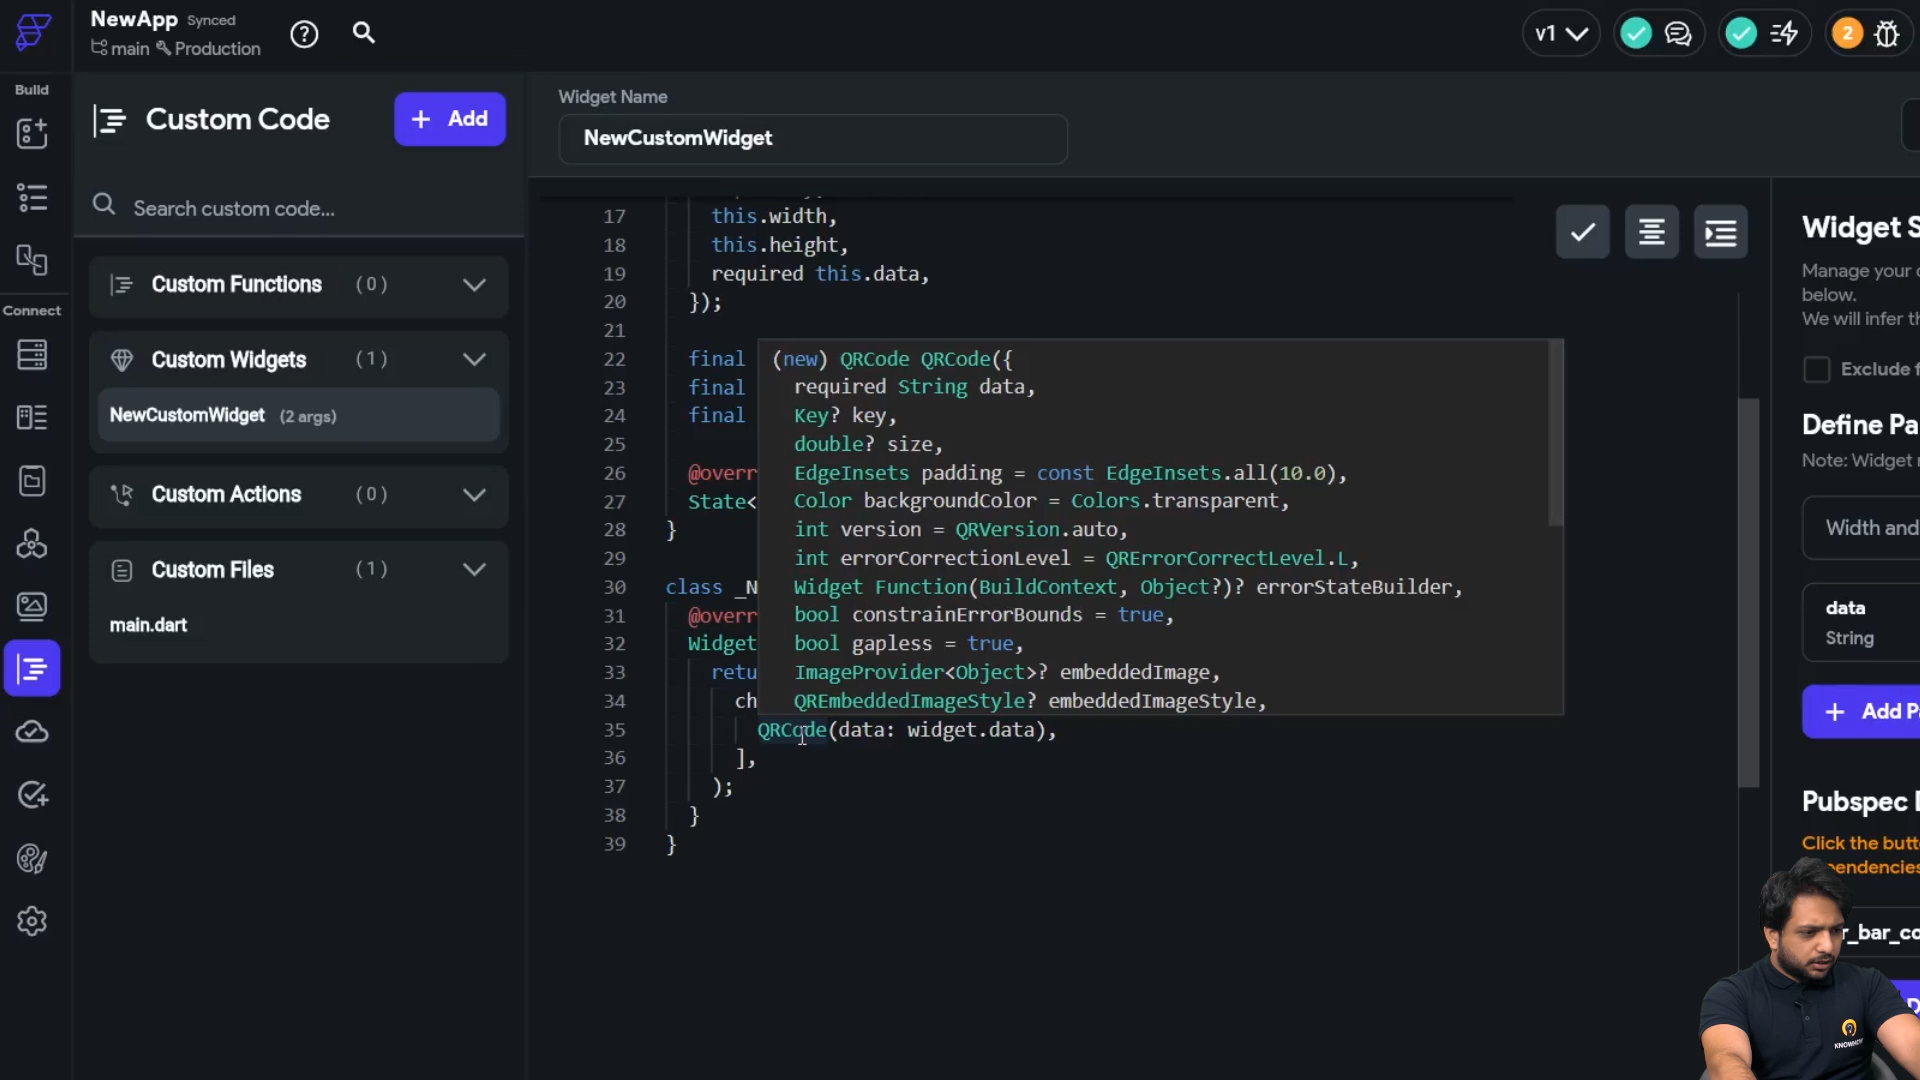 NewApp Synced
main Production
v1
2
Build
Connect
Custom Code
+ Add
Search custom code...
Custom Functions (0)
Custom Widgets (1)
NewCustomWidget (2 args)
Custom Actions (0)
Custom Files (1)
main.dart
Widget Name
NewCustomWidget
17 this.width,
18 this.height,
19 required this.data,
20 });
21
22 final
23 final
24 final
25
26 @overr
27 State<
28 }
29
30 class _N
31 @overr
32 Widget
33 retu
34 ch
35 QRCode(data: widget.data),
36 ],
37 );
38 }
39 }
(new) QRCode QRCode({
required String data,
Key? key,
double? size,
EdgeInsets padding = const EdgeInsets.all(10.0),
Color backgroundColor = Colors.transparent,
int version = QRVersion.auto,
int errorCorrectionLevel = QRErrorCorrectLevel.L,
Widget Function(BuildContext, Object?)? errorStateBuilder,
bool constrainErrorBounds = true,
bool gapless = true,
ImageProvider<Object>? embeddedImage,
QREmbeddedImageStyle? embeddedImageStyle,
Widget S
Manage your
below.
We will infer th
Exclude f
Define Pa
Note: Widget
Width and
data
String
+ Add Pa
Pubspec
Click the butt
pendencies
r_bar_co